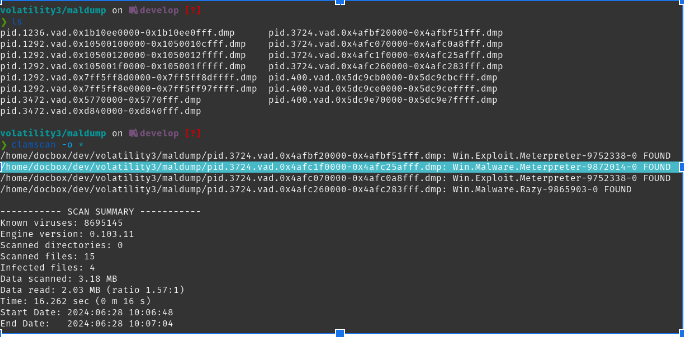 volatility3/maldump on develop [?]
❯ ls
pid.1236.vad.0x1b10ee0000-0x1b10ee0fff.dmp pid.3724.vad.0x4afbf20000-0x4afbf51fff.dmp
pid.1292.vad.0x10500100000-0x1050010cfff.dmp pid.3724.vad.0x4afc070000-0x4afc0a8fff.dmp
pid.1292.vad.0x10500120000-0x1050012ffff.dmp pid.3724.vad.0x4afc1f0000-0x4afc25afff.dmp
pid.1292.vad.0x105001f0000-0x105001fffff.dmp pid.3724.vad.0x4afc260000-0x4afc283fff.dmp
pid.1292.vad.0x7ff5ff8d0000-0x7ff5ff8dffff.dmp pid.400.vad.0x5dc9cb0000-0x5dc9cbcfff.dmp
pid.1292.vad.0x7ff5ff8e0000-0x7ff5ff97ffff.dmp pid.400.vad.0x5dc9ce0000-0x5dc9ceffff.dmp
pid.3472.vad.0x5770000-0x5770fff.dmp pid.400.vad.0x5dc9e70000-0x5dc9e7ffff.dmp
pid.3472.vad.0xd840000-0xd840fff.dmp
volatility3/maldump on develop [?]
❯ clamscan -o *
/home/docbox/dev/volatility3/maldump/pid.3724.vad.0x4afbf20000-0x4afbf51fff.dmp: Win.Exploit.Meterpreter-9752338-0 FOUND
/home/docbox/dev/volatility3/maldump/pid.3724.vad.0x4afc1f0000-0x4afc25afff.dmp: Win.Malware.Meterpreter-9872014-0 FOUND
/home/docbox/dev/volatility3/maldump/pid.3724.vad.0x4afc070000-0x4afc0a8fff.dmp: Win.Exploit.Meterpreter-9752338-0 FOUND
/home/docbox/dev/volatility3/maldump/pid.3724.vad.0x4afc260000-0x4afc283fff.dmp: Win.Malware.Razy-9865903-0 FOUND
----------- SCAN SUMMARY -----------
Known viruses: 8695145
Engine version: 0.103.11
Scanned directories: 0
Scanned files: 15
Infected files: 4
Data scanned: 3.18 MB
Data read: 2.03 MB (ratio 1.57:1)
Time: 16.262 sec (0 m 16 s)
Start Date: 2024:06:28 10:06:48
End Date: 2024:06:28 10:07:04